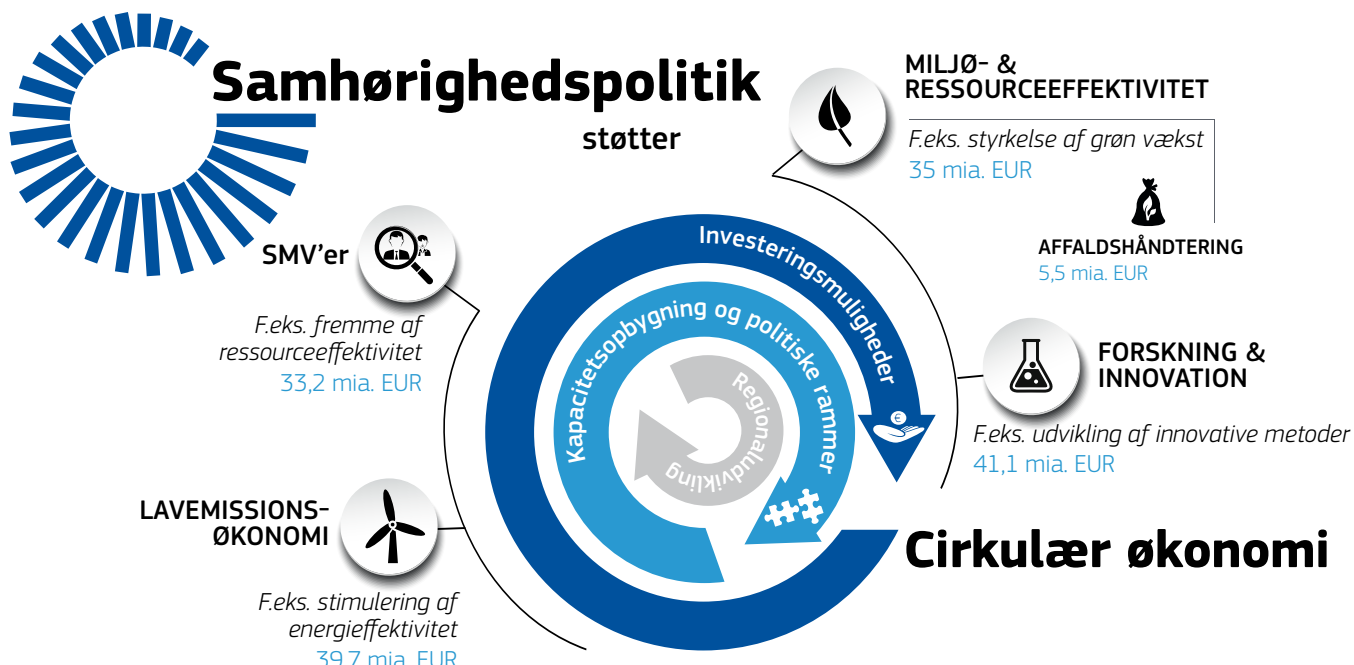 Samhørighedspolitik
støtter
MILJØ- &
RESSOURCEEFFEKTIVITET
F.eks. styrkelse af grøn vækst
35 mia. EUR
AFFALDSHÅNDTERING
5,5 mia. EUR
SMV'er
F.eks. fremme af
ressourceeffektivitet
33,2 mia. EUR
Investeringsmuligheder
€
Kapacitetsopbygning og politiske rammer
Regionaludvikling
FORSKNING &
INNOVATION
F.eks. udvikling af innovative metoder
41,1 mia. EUR
LAVEMISSIONS-
ØKONOMI
F.eks. stimulering af
energieffektivitet
39,7 mia. EUR
Cirkulær økonomi